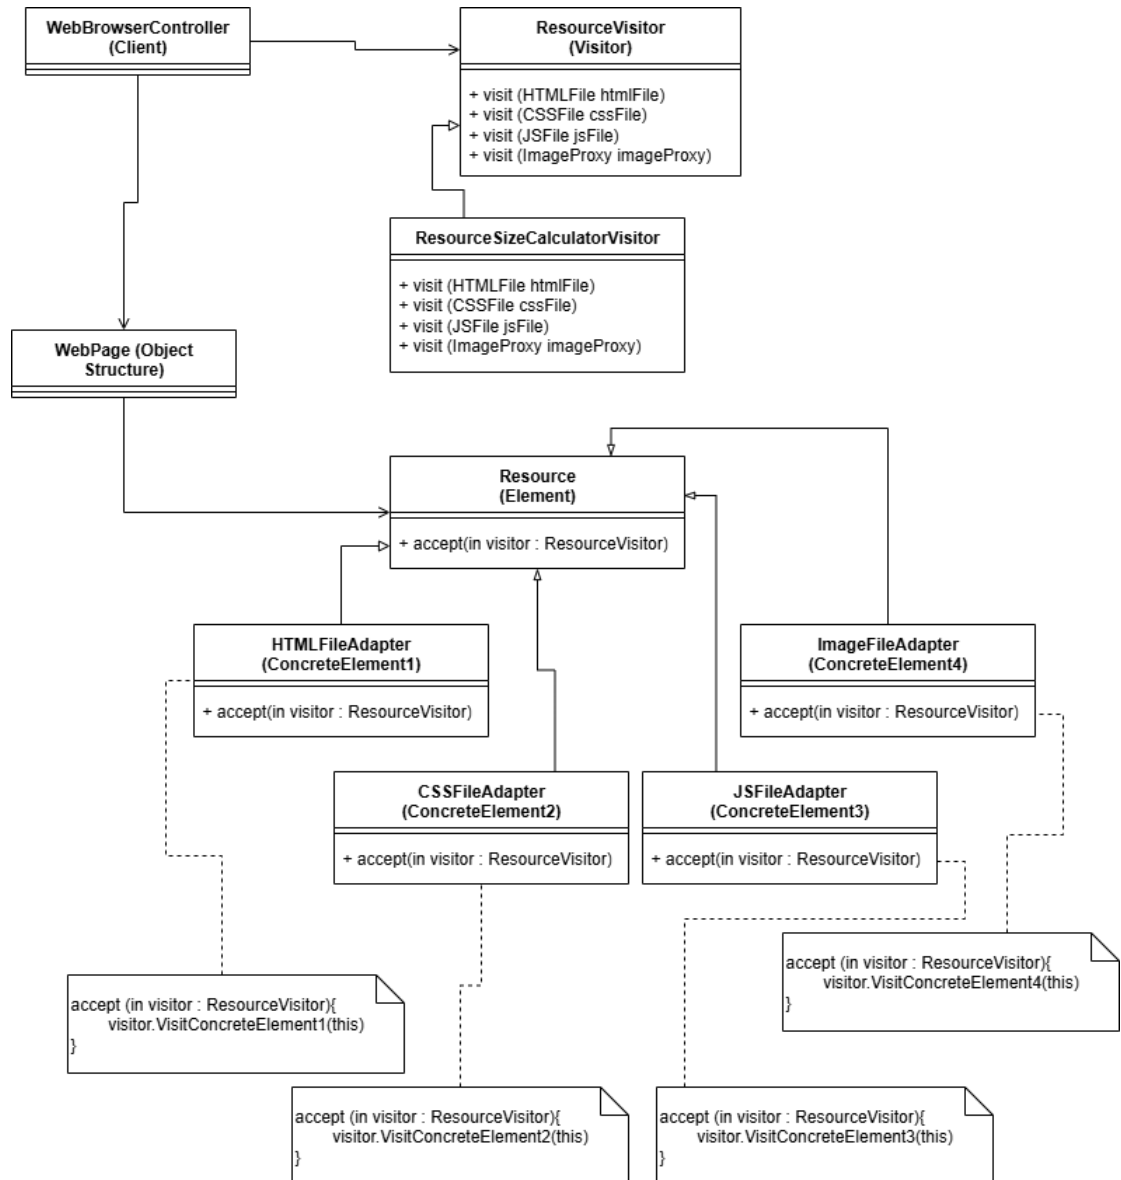 WebBrowserController
(Client)
ResourceVisitor
(Visitor)
+ visit (HTMLFile htmlFile)
+ visit (CSSFile cssFile)
+ visit (JSFile jsFile)
+ visit (ImageProxy imageProxy)
ResourceSizeCalculatorVisitor
+ visit (HTMLFile htmlFile)
+ visit (CSSFile cssFile)
+ visit (JSFile jsFile)
+ visit (ImageProxy imageProxy)
WebPage (Object
Structure)
Resource
(Element)
+ accept(in visitor : ResourceVisitor)
HTMLFileAdapter
(ConcreteElement1)
+ accept(in visitor : ResourceVisitor)
ImageFileAdapter
(ConcreteElement4)
+ accept(in visitor : ResourceVisitor)
CSSFileAdapter
(ConcreteElement2)
+ accept(in visitor : ResourceVisitor)
JSFileAdapter
(ConcreteElement3)
+ accept(in visitor : ResourceVisitor)
accept (in visitor : ResourceVisitor){
visitor.VisitConcreteElement4(this)
}
accept (in visitor : ResourceVisitor){
visitor.VisitConcreteElement1(this)
}
accept (in visitor : ResourceVisitor){
visitor.VisitConcreteElement2(this)
}
accept (in visitor : ResourceVisitor){
visitor.VisitConcreteElement3(this)
}